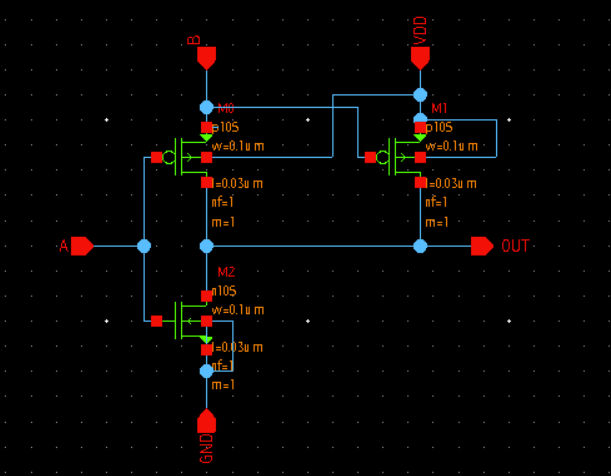 B
VDD
M0
p10S
w=0.1u m
l=0.03u m
nf=1
m=1
M1
p10S
w=0.1u m
l=0.03u m
nf=1
m=1
A
OUT
M2
n10S
w=0.1u m
l=0.03u m
nf=1
m=1
GND